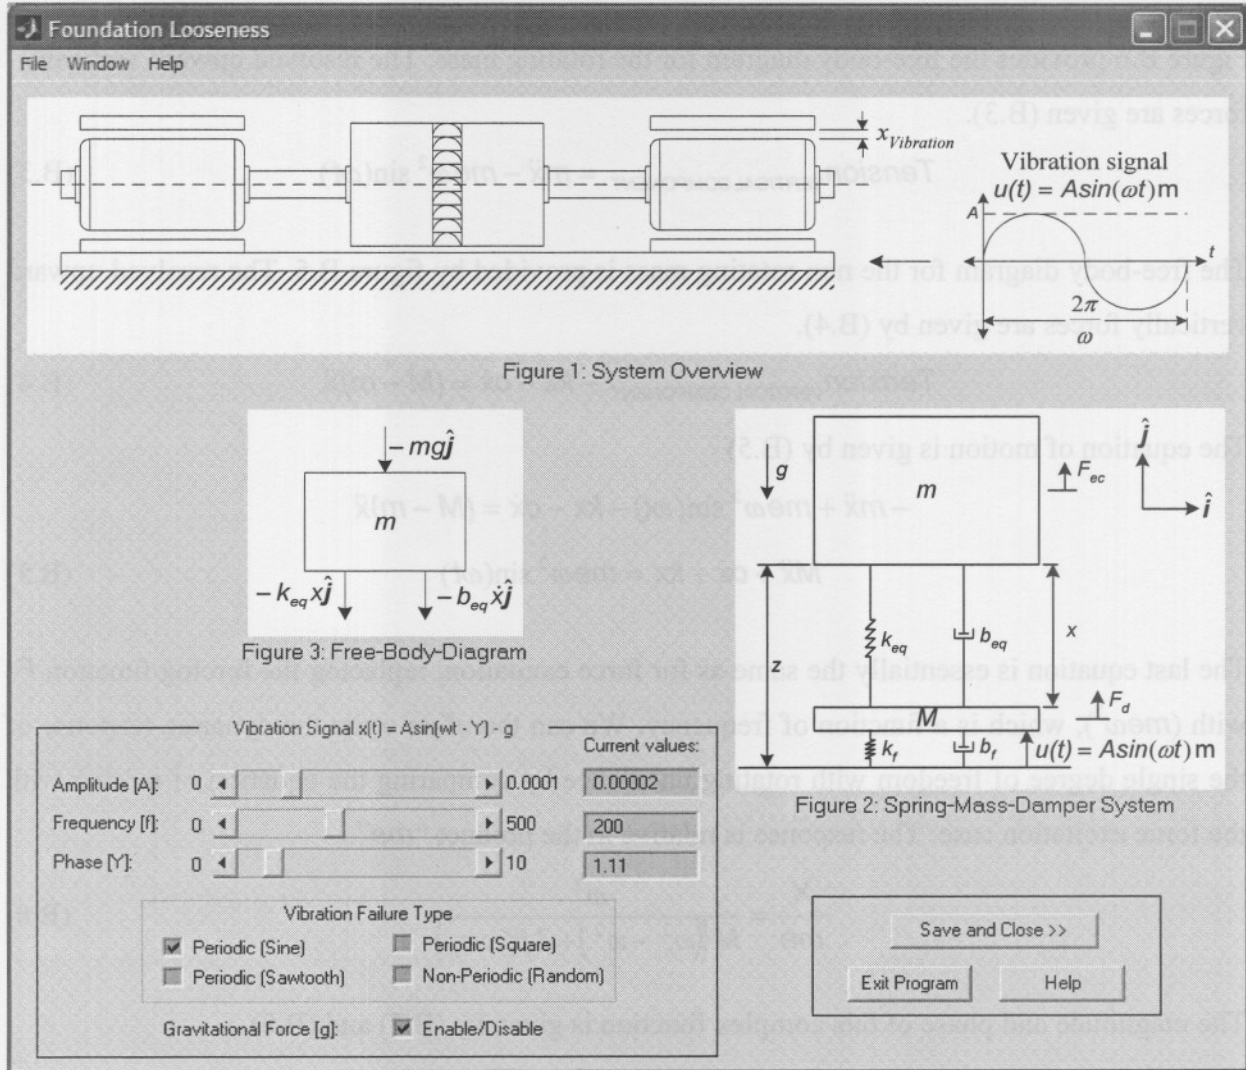 Foundation Looseness
File Window Help
x_Vibration
Vibration signal
u(t) = Asin(ωt)m
A
t
2π
ω
Figure 1: System Overview
-mgĵ
m
-k_eq xĵ
-b_eq ẋĵ
Figure 3: Free-Body-Diagram
g
m
F_ec
ĵ
î
z
k_eq
b_eq
x
M
F_d
k_f
b_f
u(t) = Asin(ωt)m
Figure 2: Spring-Mass-Damper System
Vibration Signal x(t) = Asin(wt - Y) - g
Current values:
Amplitude [A]: 0 0.0001 0.00002
Frequency [f]: 0 500 200
Phase [Y]: 0 10 1.11
Vibration Failure Type
Periodic (Sine) Periodic (Square)
Periodic (Sawtooth) Non-Periodic (Random)
Gravitational Force [g]: Enable/Disable
Save and Close >>
Exit Program Help